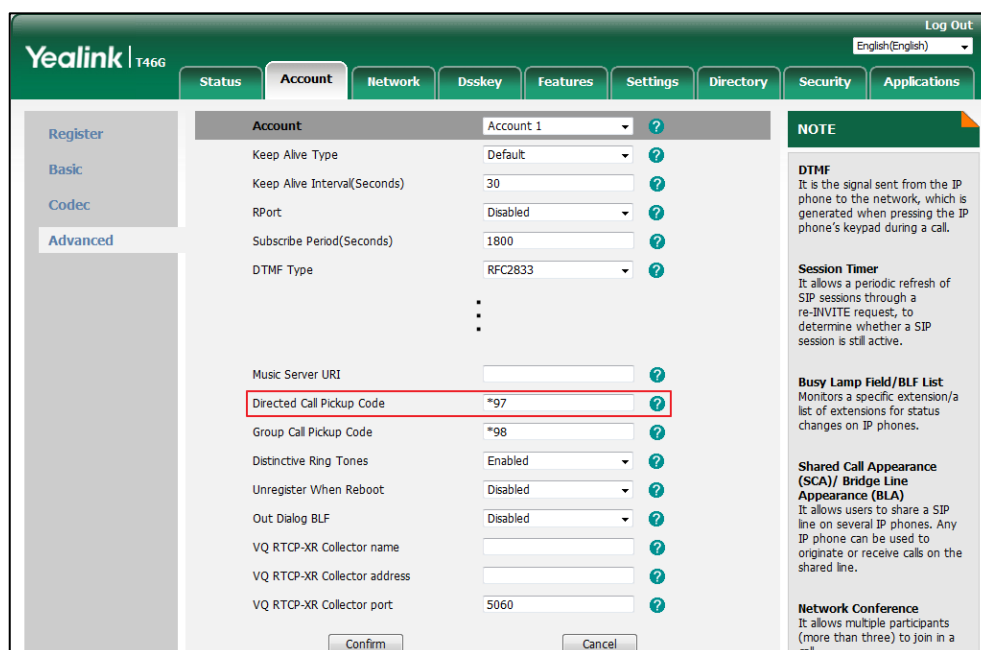 Log Out
English(English)
Yealink T46G
Status Account Network Dsskey Features Settings Directory Security Applications
Register
Basic
Codec
Advanced
Account Account 1 ?
Keep Alive Type Default ?
Keep Alive Interval(Seconds) 30 ?
RPort Disabled ?
Subscribe Period(Seconds) 1800 ?
DTMF Type RFC2833 ?
Music Server URI ?
Directed Call Pickup Code *97 ?
Group Call Pickup Code *98 ?
Distinctive Ring Tones Enabled ?
Unregister When Reboot Disabled ?
Out Dialog BLF Disabled ?
VQ RTCP-XR Collector name ?
VQ RTCP-XR Collector address ?
VQ RTCP-XR Collector port 5060 ?
Confirm Cancel
NOTE
DTMF
It is the signal sent from the IP
phone to the network, which is
generated when pressing the IP
phone's keypad during a call.
Session Timer
It allows a periodic refresh of
SIP sessions through a
re-INVITE request, to
determine whether a SIP
session is still active.
Busy Lamp Field/BLF List
Monitors a specific extension/a
list of extensions for status
changes on IP phones.
Shared Call Appearance
(SCA)/ Bridge Line
Appearance (BLA)
It allows users to share a SIP
line on several IP phones. Any
IP phone can be used to
originate or receive calls on the
shared line.
Network Conference
It allows multiple participants
(more than three) to join in a